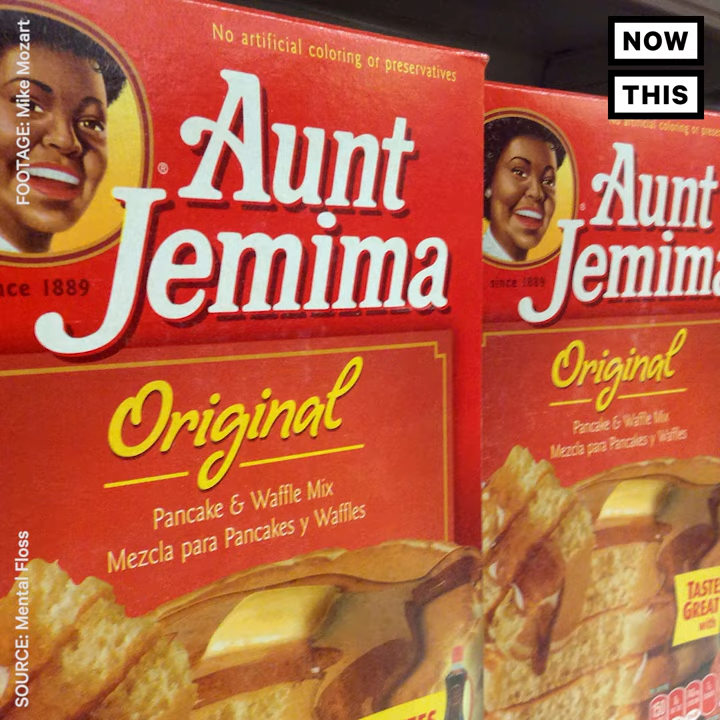 NOW
THIS
FOOTAGE: Mike Mozart
SOURCE: Mental Floss
No artificial coloring or preservatives
Aunt
Jemima
®
since 1889
Original
Pancake & Waffle Mix
Mezcla para Pancakes y Waffles
Aunt
Jemima
since 1889
Original
Pancake & Waffle Mix
Mezcla para Pancakes y Waffles
TASTE
GREAT
with